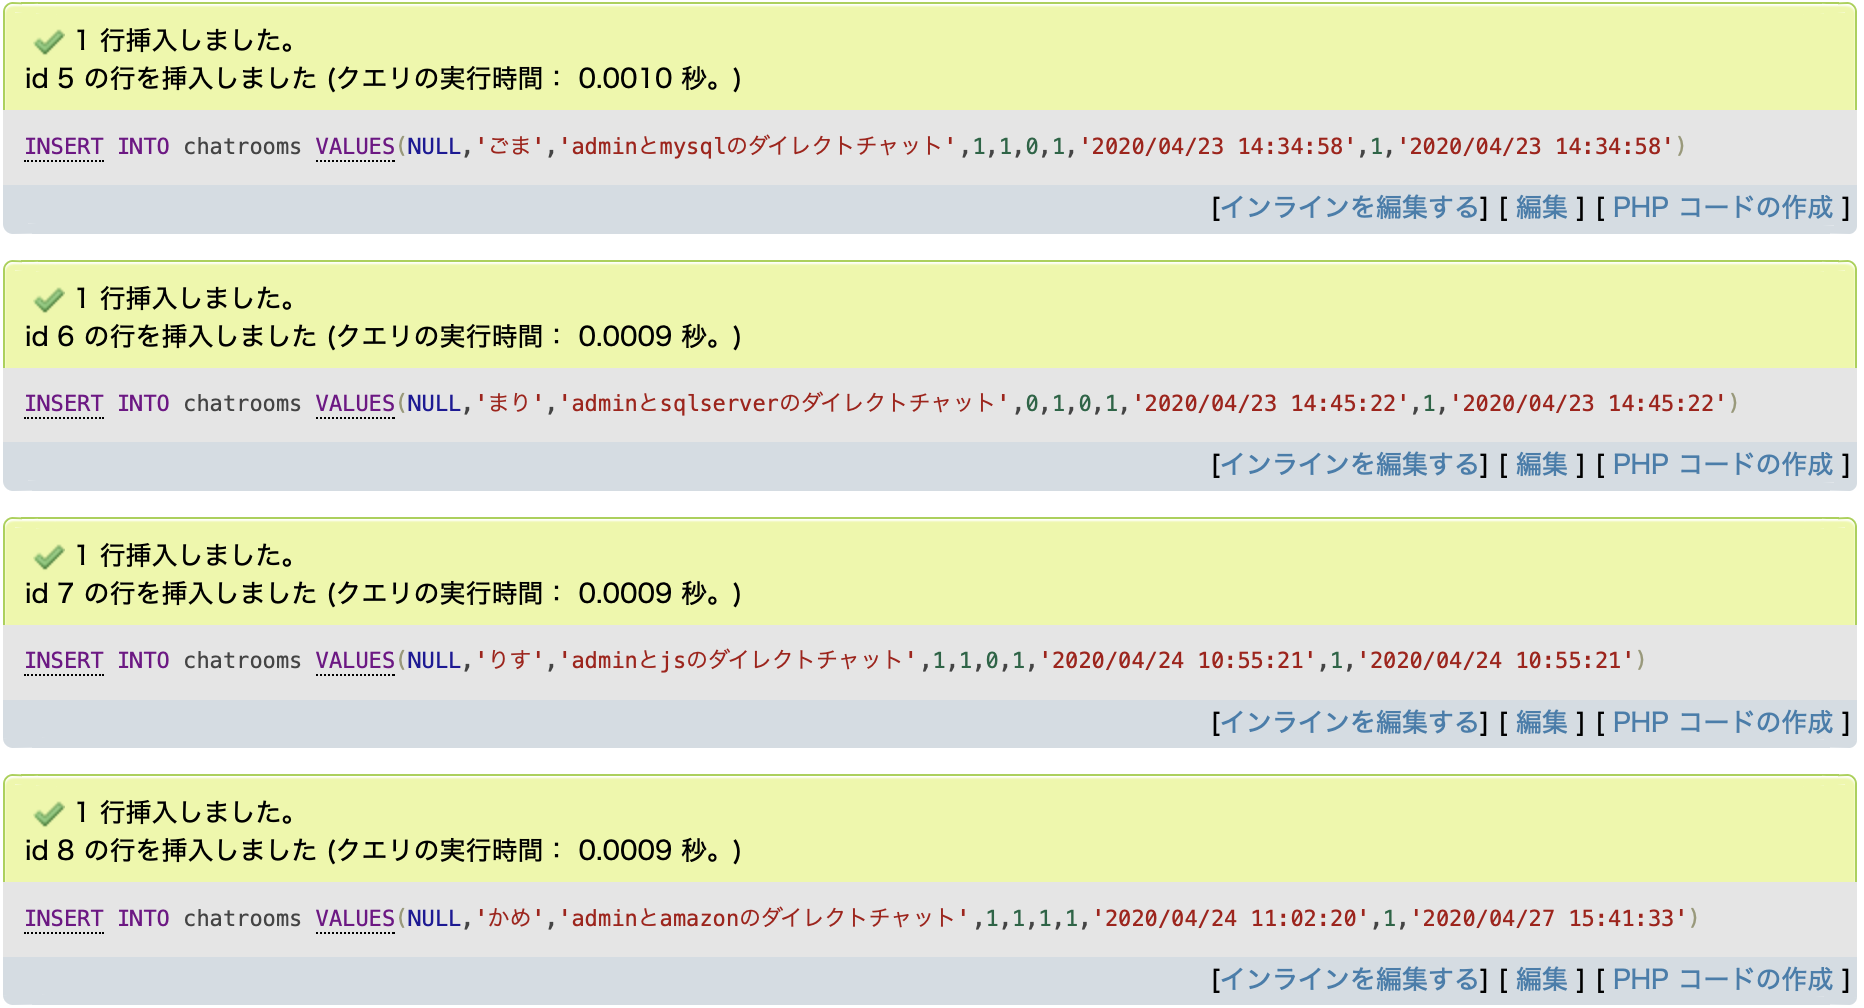 1 行挿入しました。
id 5 の行を挿入しました (クエリの実行時間： 0.0010 秒。)
INSERT INTO chatrooms VALUES(NULL,'ごま','adminとmysqlのダイレクトチャット',1,1,0,1,'2020/04/23 14:34:58',1,'2020/04/23 14:34:58')
[インラインを編集する] [ 編集 ] [ PHP コードの作成 ]
1 行挿入しました。
id 6 の行を挿入しました (クエリの実行時間： 0.0009 秒。)
INSERT INTO chatrooms VALUES(NULL,'まり','adminとsqlserverのダイレクトチャット',0,1,0,1,'2020/04/23 14:45:22',1,'2020/04/23 14:45:22')
[インラインを編集する] [ 編集 ] [ PHP コードの作成 ]
1 行挿入しました。
id 7 の行を挿入しました (クエリの実行時間： 0.0009 秒。)
INSERT INTO chatrooms VALUES(NULL,'りす','adminとjsのダイレクトチャット',1,1,0,1,'2020/04/24 10:55:21',1,'2020/04/24 10:55:21')
[インラインを編集する] [ 編集 ] [ PHP コードの作成 ]
1 行挿入しました。
id 8 の行を挿入しました (クエリの実行時間： 0.0009 秒。)
INSERT INTO chatrooms VALUES(NULL,'かめ','adminとamazonのダイレクトチャット',1,1,1,1,'2020/04/24 11:02:20',1,'2020/04/27 15:41:33')
[インラインを編集する] [ 編集 ] [ PHP コードの作成 ]